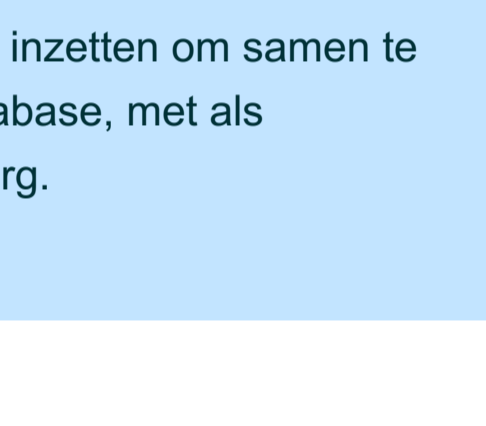 inzetten om samen te
abase, met als
rg.